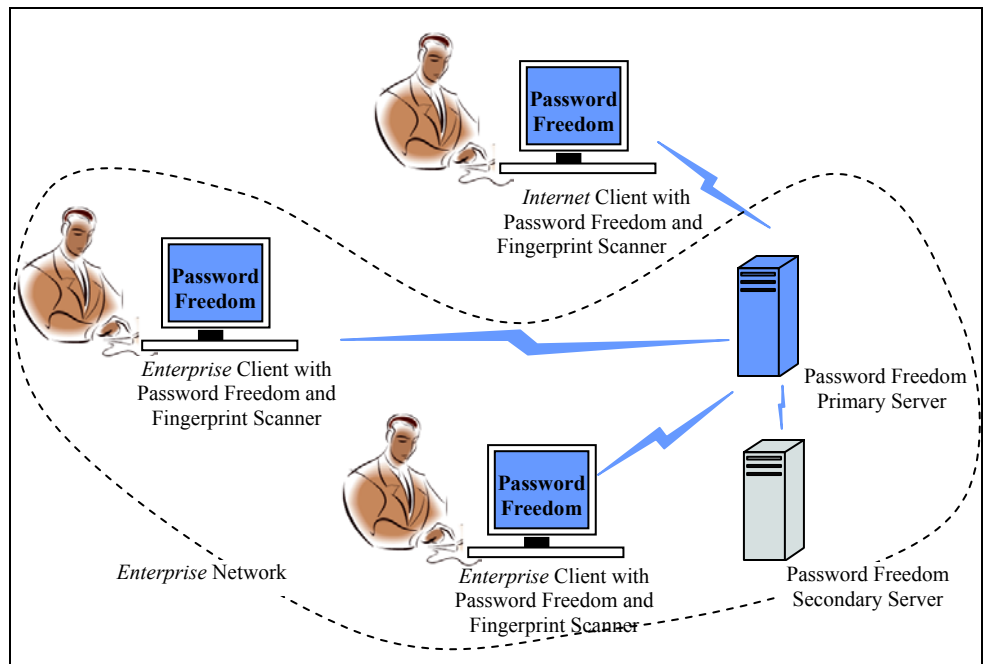 Password
Freedom
Internet Client with
Password Freedom and
Fingerprint Scanner
Password
Freedom
Enterprise Client with
Password Freedom and
Fingerprint Scanner
Password Freedom
Primary Server
Password
Freedom
Enterprise Client with
Password Freedom and
Fingerprint Scanner
Enterprise Network
Password Freedom
Secondary Server